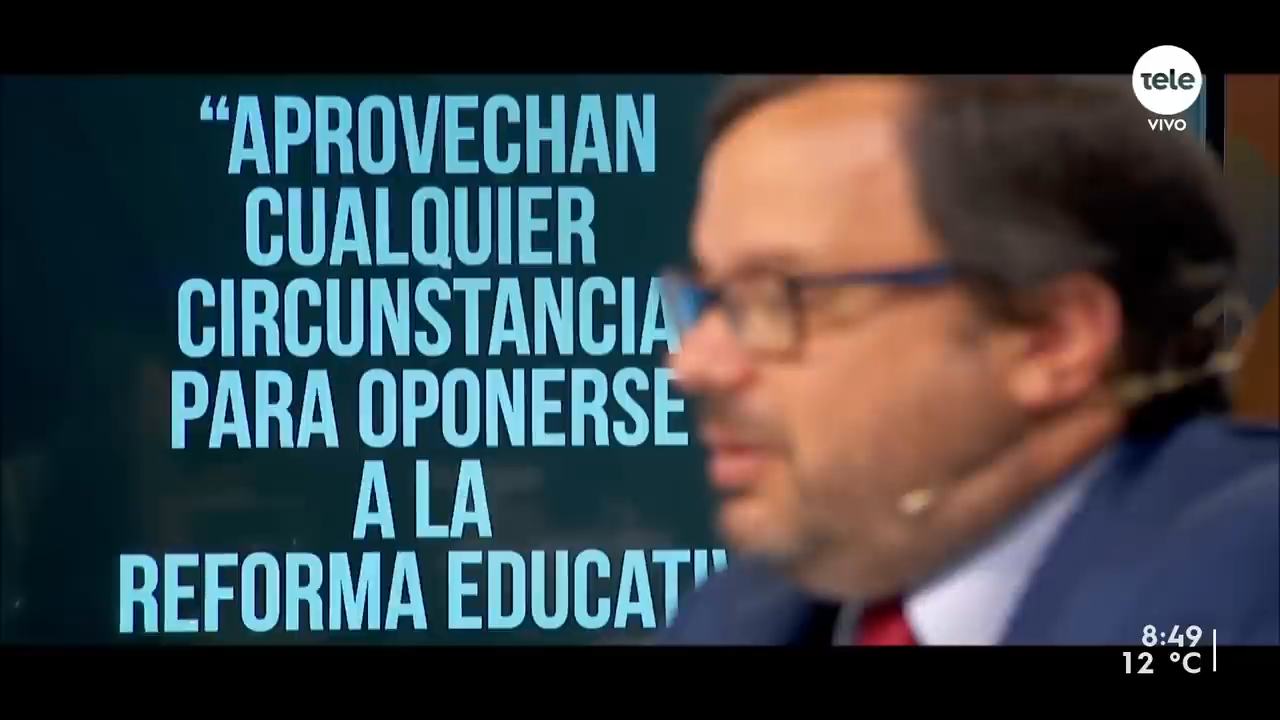 “APROVECHAN
CUALQUIER
CIRCUNSTANCIA
PARA OPONERSE
A LA
REFORMA
tele
VIVO
8:49
12 °C